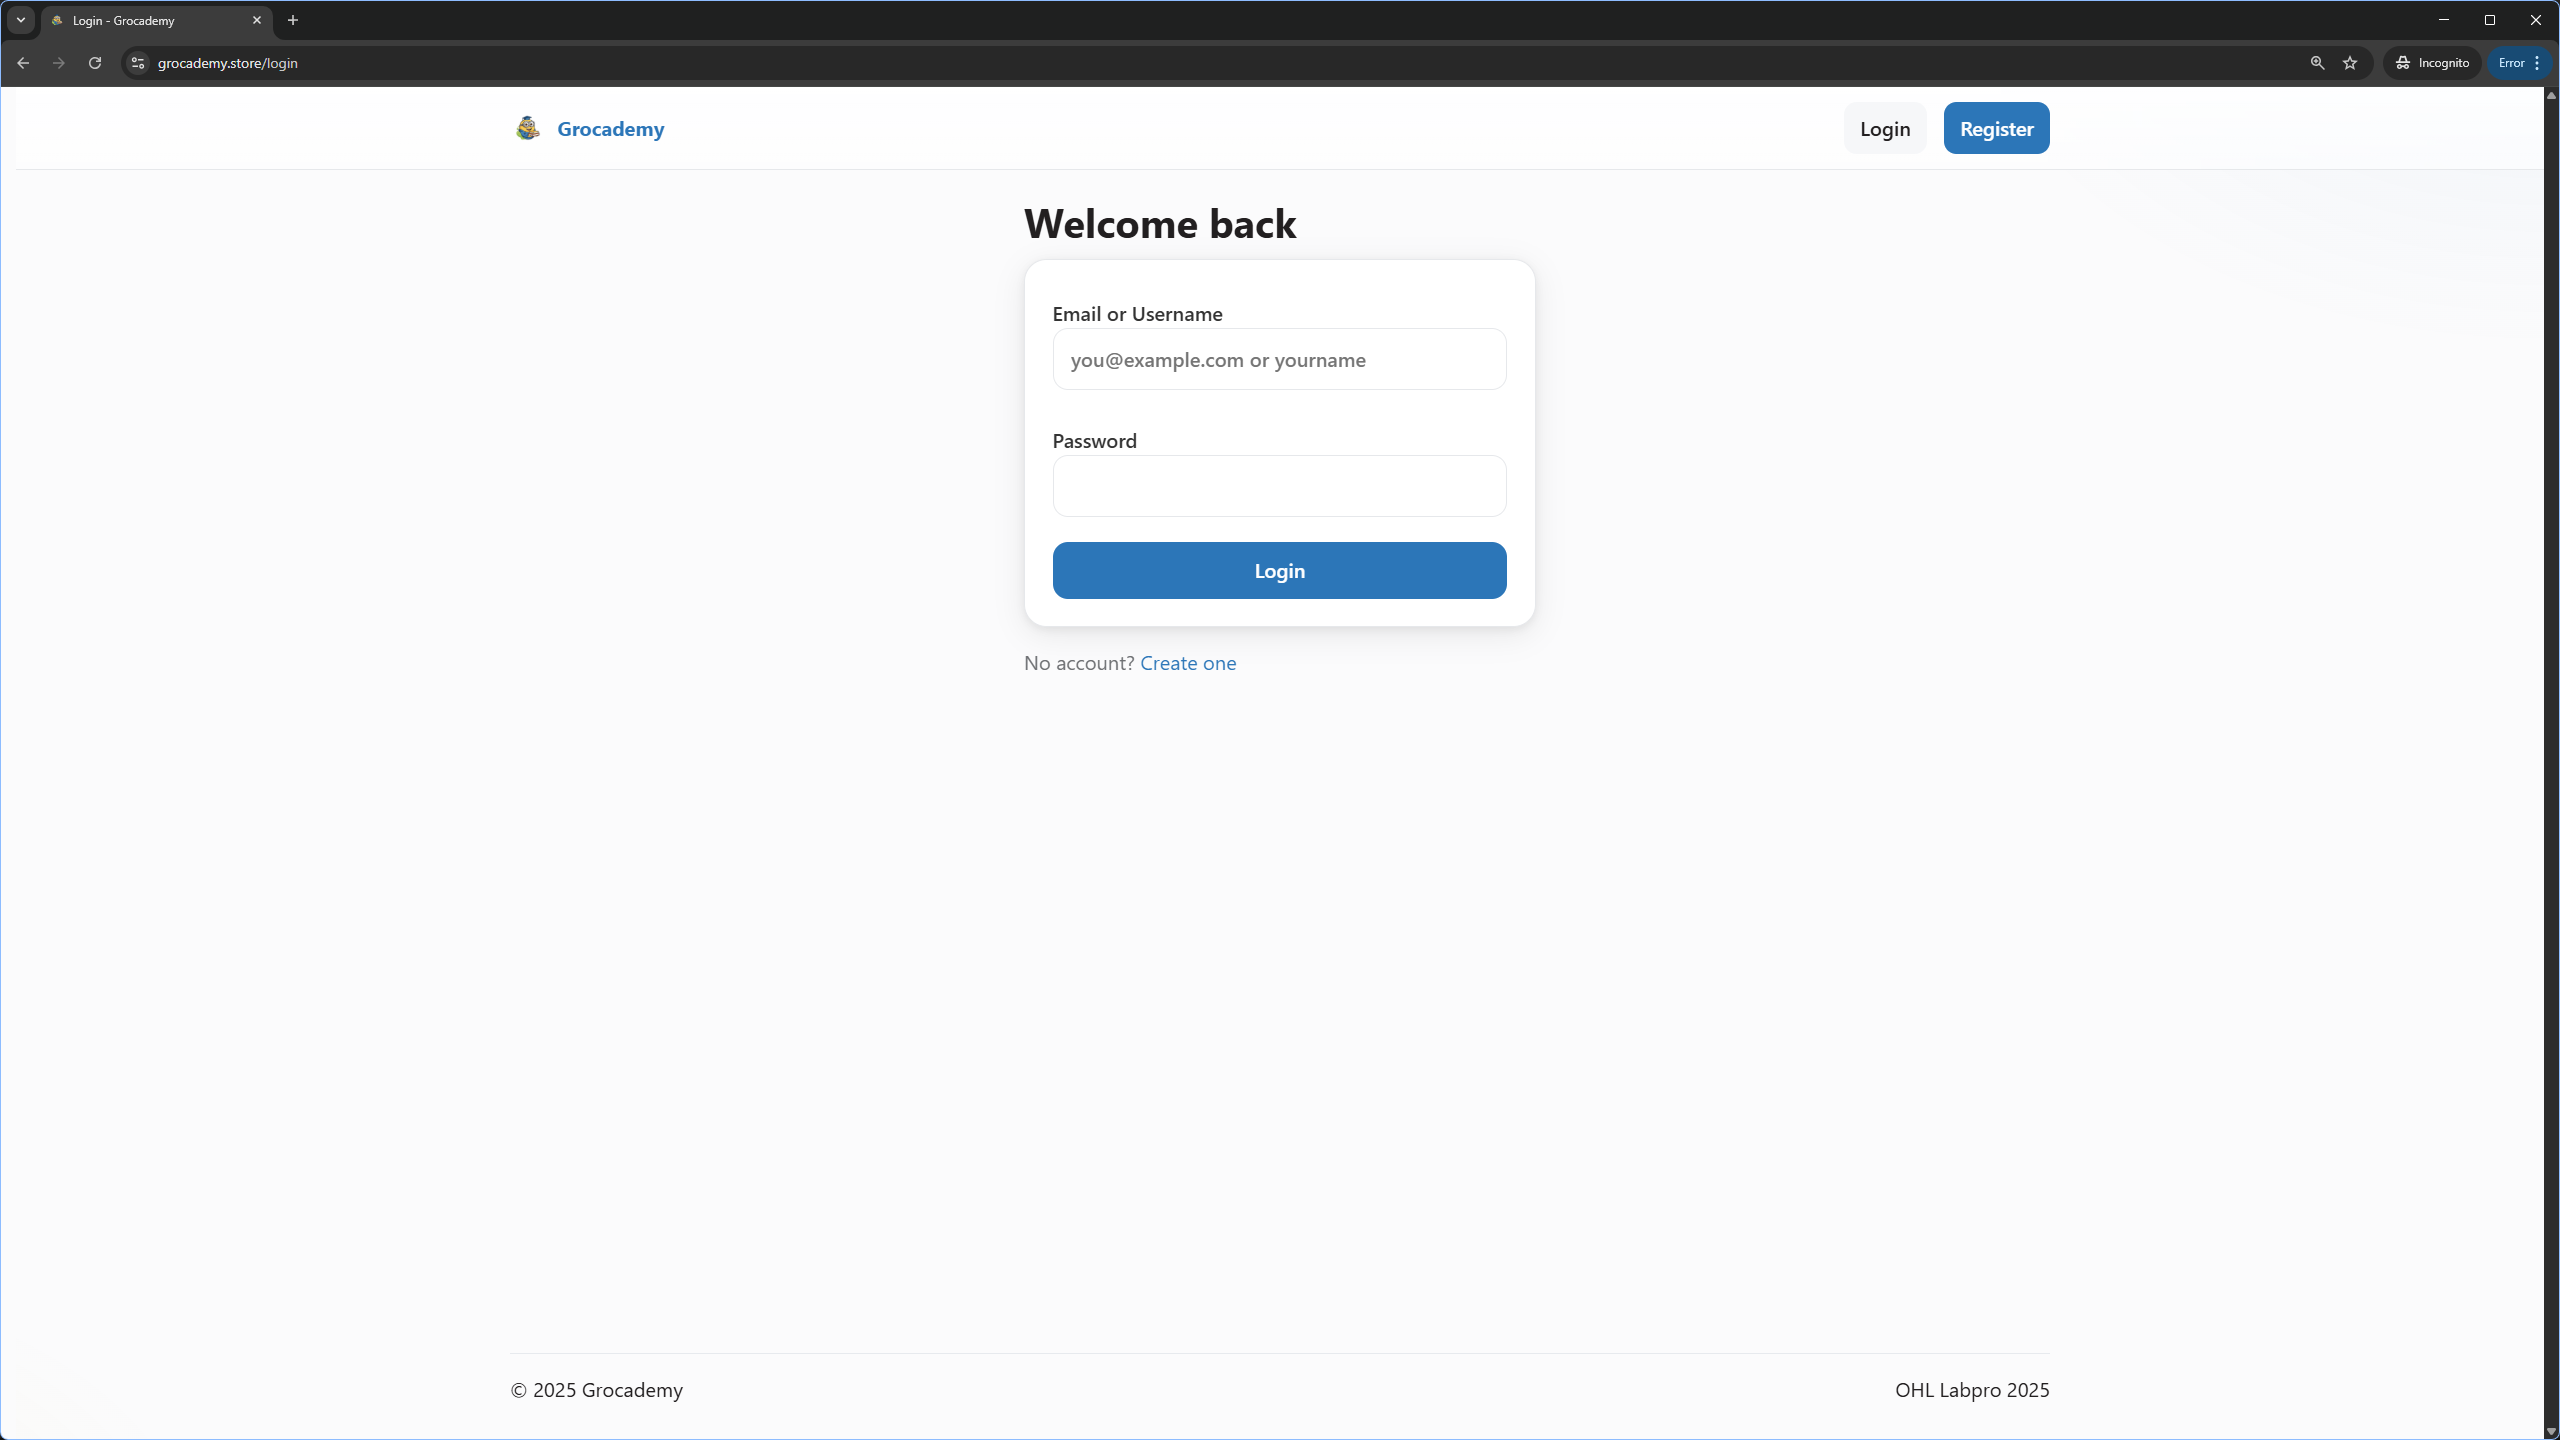 Login - Grocademy
grocademy.store/login
Incognito
Error
Grocademy
Login
Register
Welcome back
Email or Username
you@example.com or yourname
Password
Login
No account? Create one
© 2025 Grocademy
OHL Labpro 2025